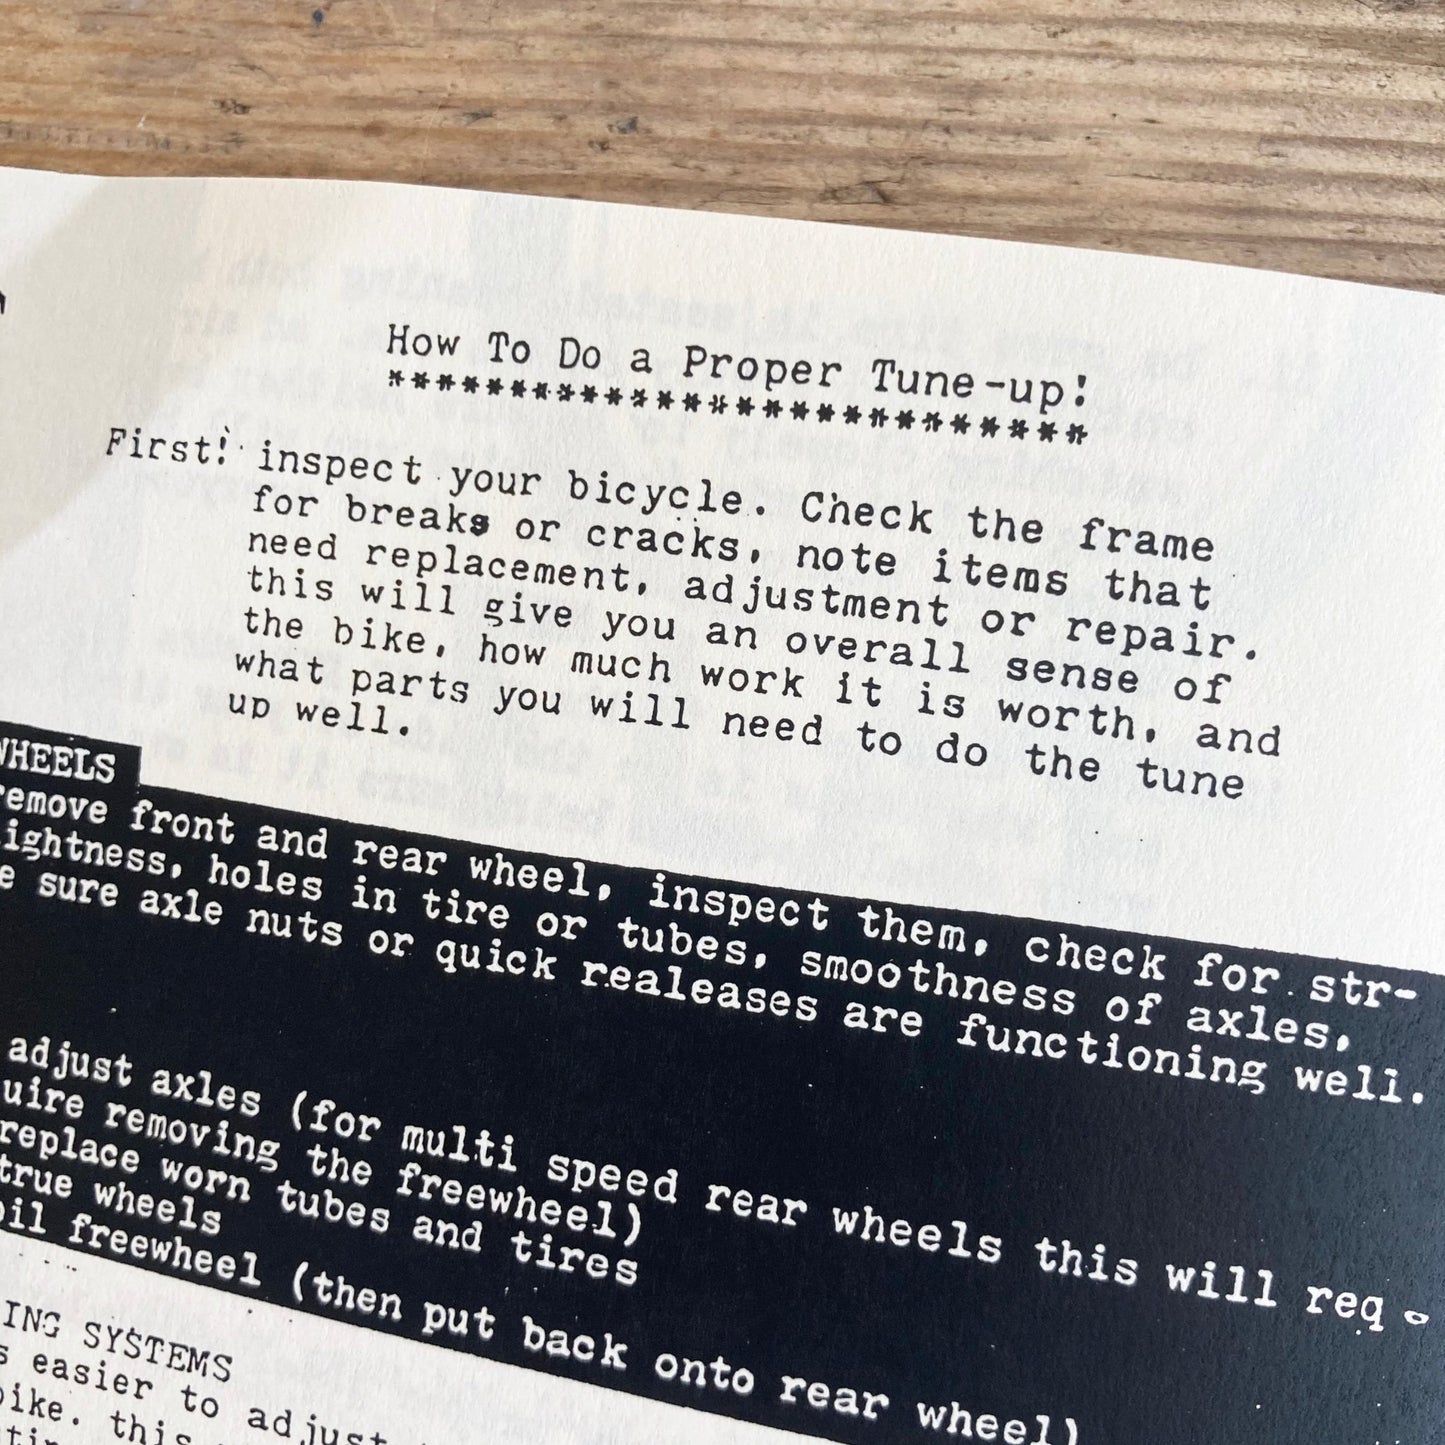 How To Do a Proper Tune-up!
*****************************
First! inspect your bicycle. Check the frame
for breaks or cracks, note items that
need replacement, adjustment or repair.
this will give you an overall sense of
the bike, how much work it is worth, and
what parts you will need to do the tune
up well.
WHEELS
remove front and rear wheel, inspect them, check for str-
ightness, holes in tire or tubes, smoothness of axles,
sure axle nuts or quick realeases are functioning well.
adjust axles (for multi speed rear wheels this will req
uire removing the freewheel)
replace worn tubes and tires
true wheels
oil freewheel (then put back onto rear wheel)
ING SYSTEMS
s easier to adjust
bike. this